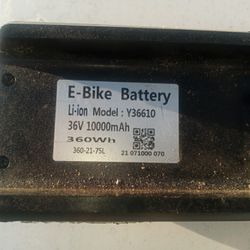 E-Bike Battery
Li-ion Model : Y36610
36V 10000mAh
360Wh
360-21-75L
21 071000 070